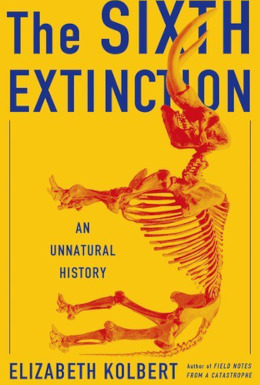 The SIXTH
EXTINCTION
AN
UNNATURAL
HISTORY
ELIZABETH KOLBERT
Author of FIELD NOTES
FROM A CATASTROPHE